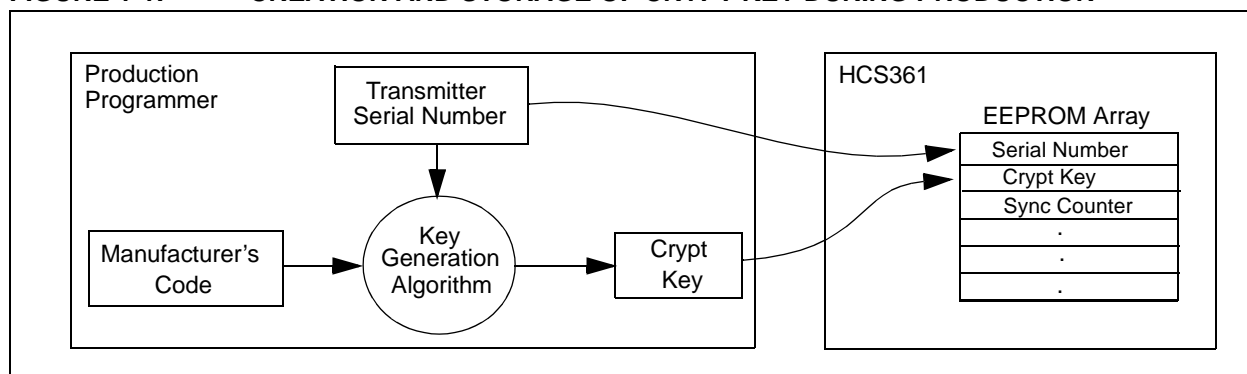 Production
Programmer
Transmitter
Serial Number
Manufacturer's
Code
Key
Generation
Algorithm
Crypt
Key
HCS361
EEPROM Array
Serial Number
Crypt Key
Sync Counter
.
.
.